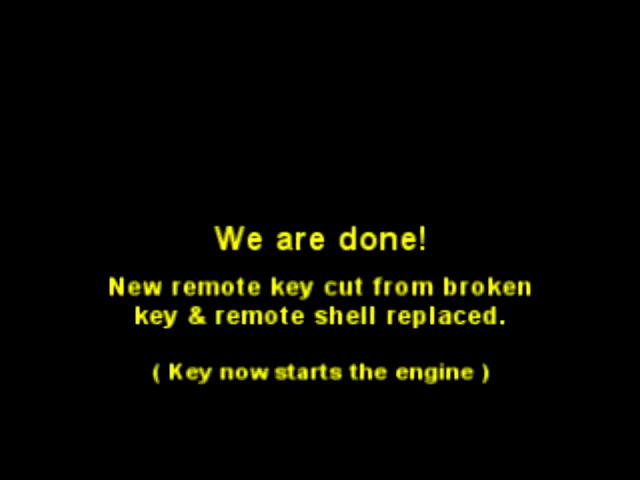 We are done!
New remote key cut from broken
key & remote shell replaced.
( Key now starts the engine )